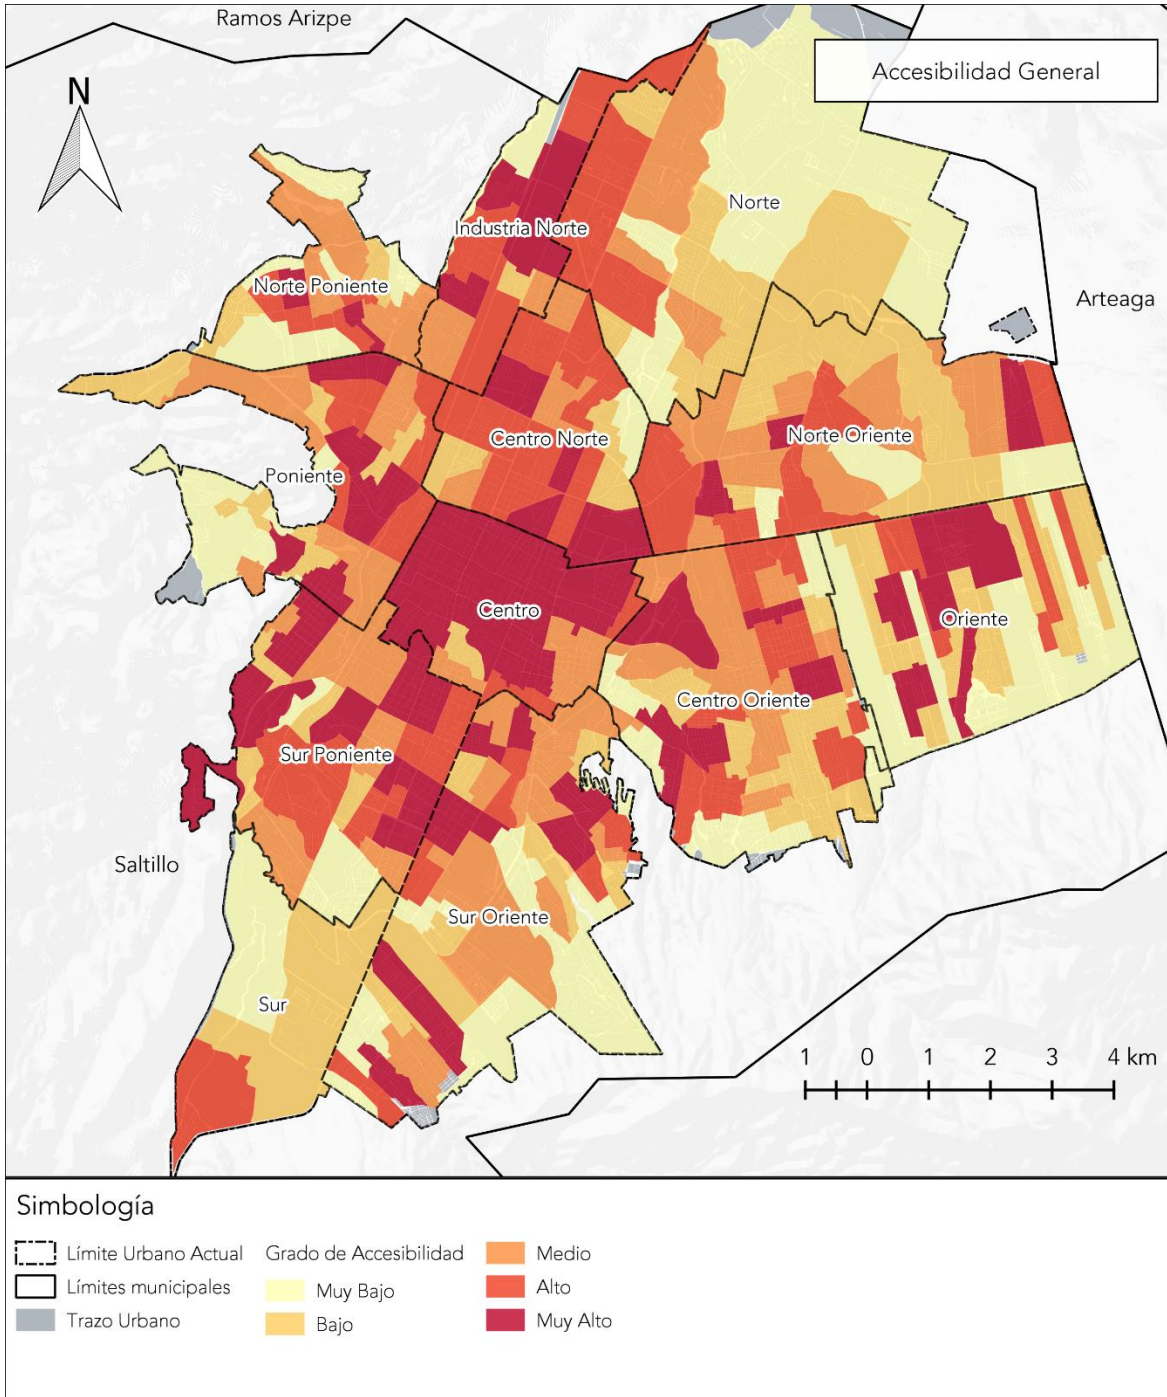 Ramos Arizpe
Accesibilidad General
N
Norte
Industria Norte
Norte Poniente
Arteaga
Centro Norte
Norte Oriente
Poniente
Centro
Oriente
Centro Oriente
Sur Poniente
Saltillo
Sur Oriente
Sur
1 0 1 2 3 4 km
Simbología
Límite Urbano Actual
Límites municipales
Trazo Urbano
Grado de Accesibilidad
Muy Bajo
Bajo
Medio
Alto
Muy Alto